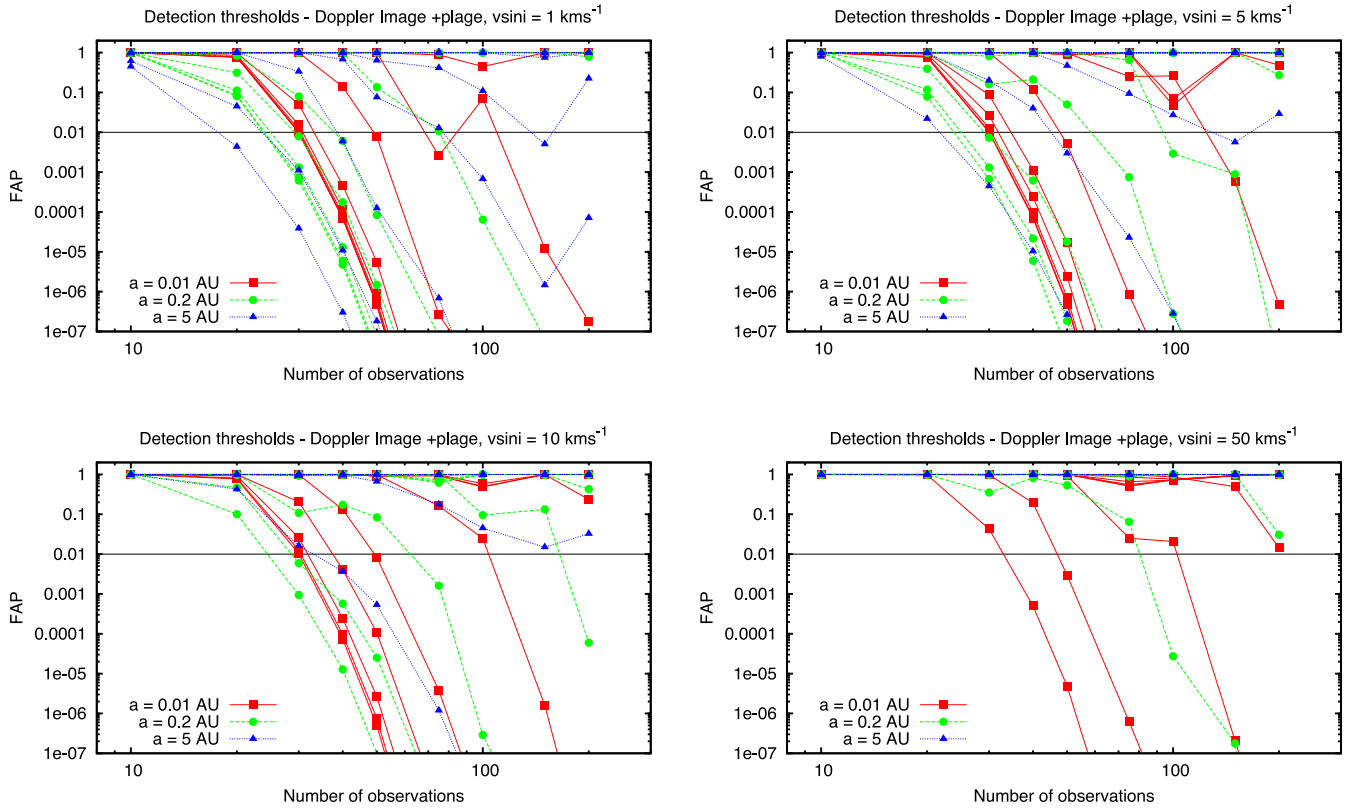 Detection thresholds - Doppler Image +plage, vsini = 1 kms⁻¹
1
0.1
0.01
0.001
0.0001
1e-05
1e-06
1e-07
FAP
a = 0.01 AU
a = 0.2 AU
a = 5 AU
10
100
Number of observations
Detection thresholds - Doppler Image +plage, vsini = 5 kms⁻¹
1
0.1
0.01
0.001
0.0001
1e-05
1e-06
1e-07
FAP
a = 0.01 AU
a = 0.2 AU
a = 5 AU
10
100
Number of observations
Detection thresholds - Doppler Image +plage, vsini = 10 kms⁻¹
1
0.1
0.01
0.001
0.0001
1e-05
1e-06
1e-07
FAP
a = 0.01 AU
a = 0.2 AU
a = 5 AU
10
100
Number of observations
Detection thresholds - Doppler Image +plage, vsini = 50 kms⁻¹
1
0.1
0.01
0.001
0.0001
1e-05
1e-06
1e-07
FAP
a = 0.01 AU
a = 0.2 AU
a = 5 AU
10
100
Number of observations